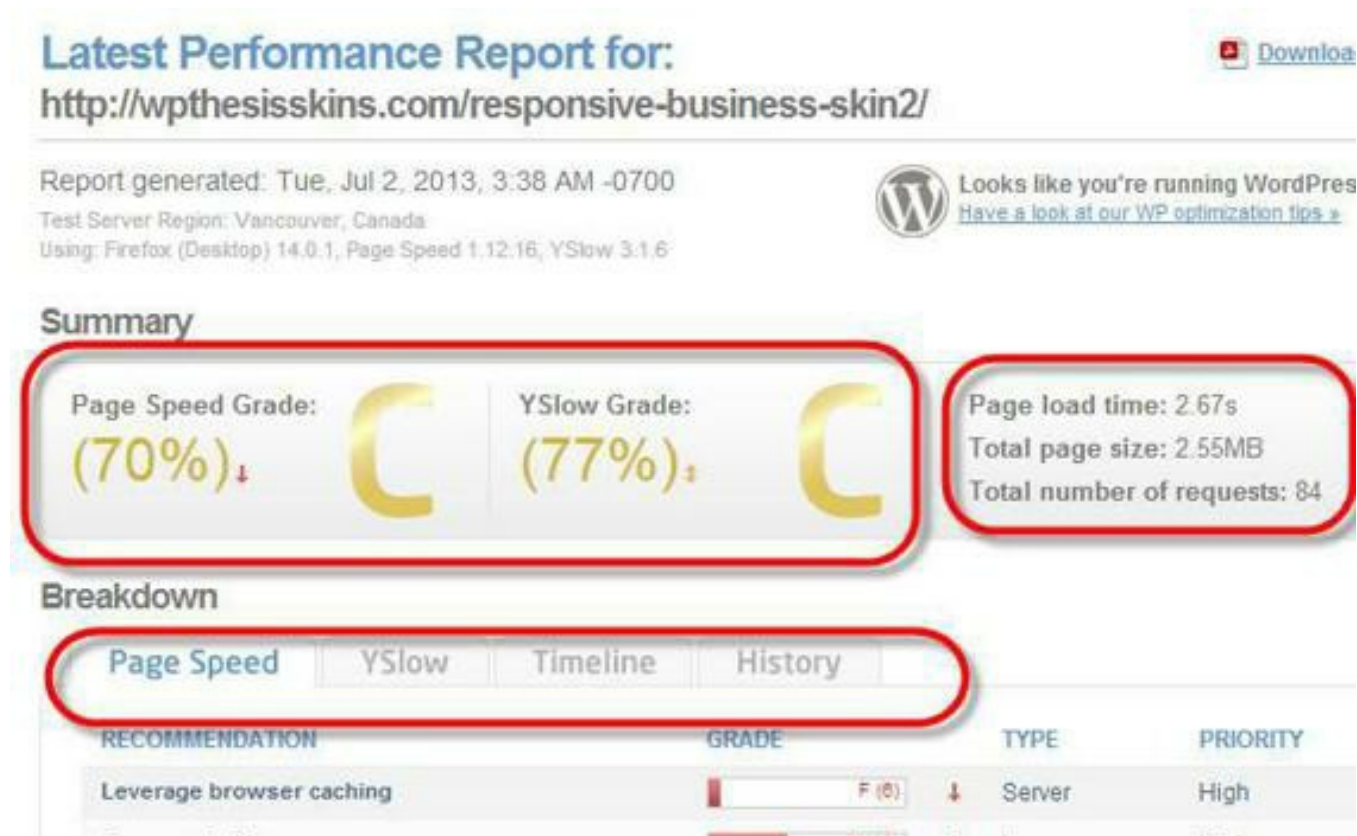 Latest Performance Report for:
http://wpthesisskins.com/responsive-business-skin2/
Downloa
Report generated: Tue, Jul 2, 2013, 3:38 AM -0700
Test Server Region: Vancouver, Canada
Using: Firefox (Desktop) 14.0.1, Page Speed 1.12.16, YSlow 3.1.6
Looks like you're running WordPres
Have a look at our WP optimization tips »
Summary
Page Speed Grade:
(70%)
C
YSlow Grade:
(77%)
C
Page load time: 2.67s
Total page size: 2.55MB
Total number of requests: 84
Breakdown
Page Speed YSlow Timeline History
RECOMMENDATION GRADE TYPE PRIORITY
Leverage browser caching F (6) Server High